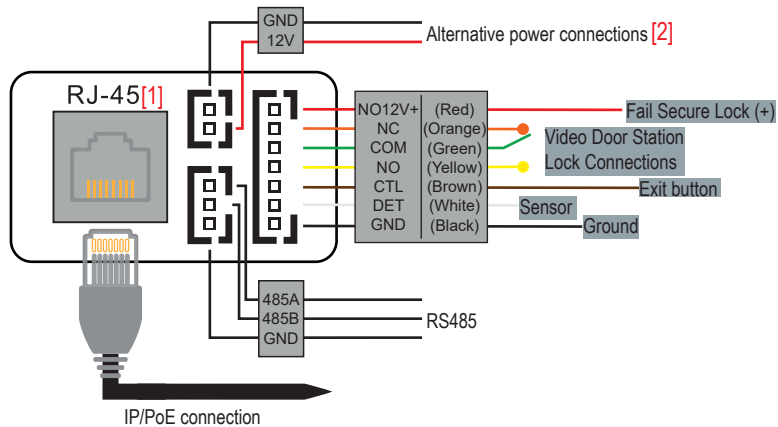 GND
12V
Alternative power connections [2]
RJ-45[1]
NO12V+ (Red) Fail Secure Lock (+)
NC (Orange)
COM (Green)
NO (Yellow)
CTL (Brown)
DET (White)
GND (Black)
Video Door Station
Lock Connections
Exit button
Sensor
Ground
485A
485B
GND
RS485
IP/PoE connection